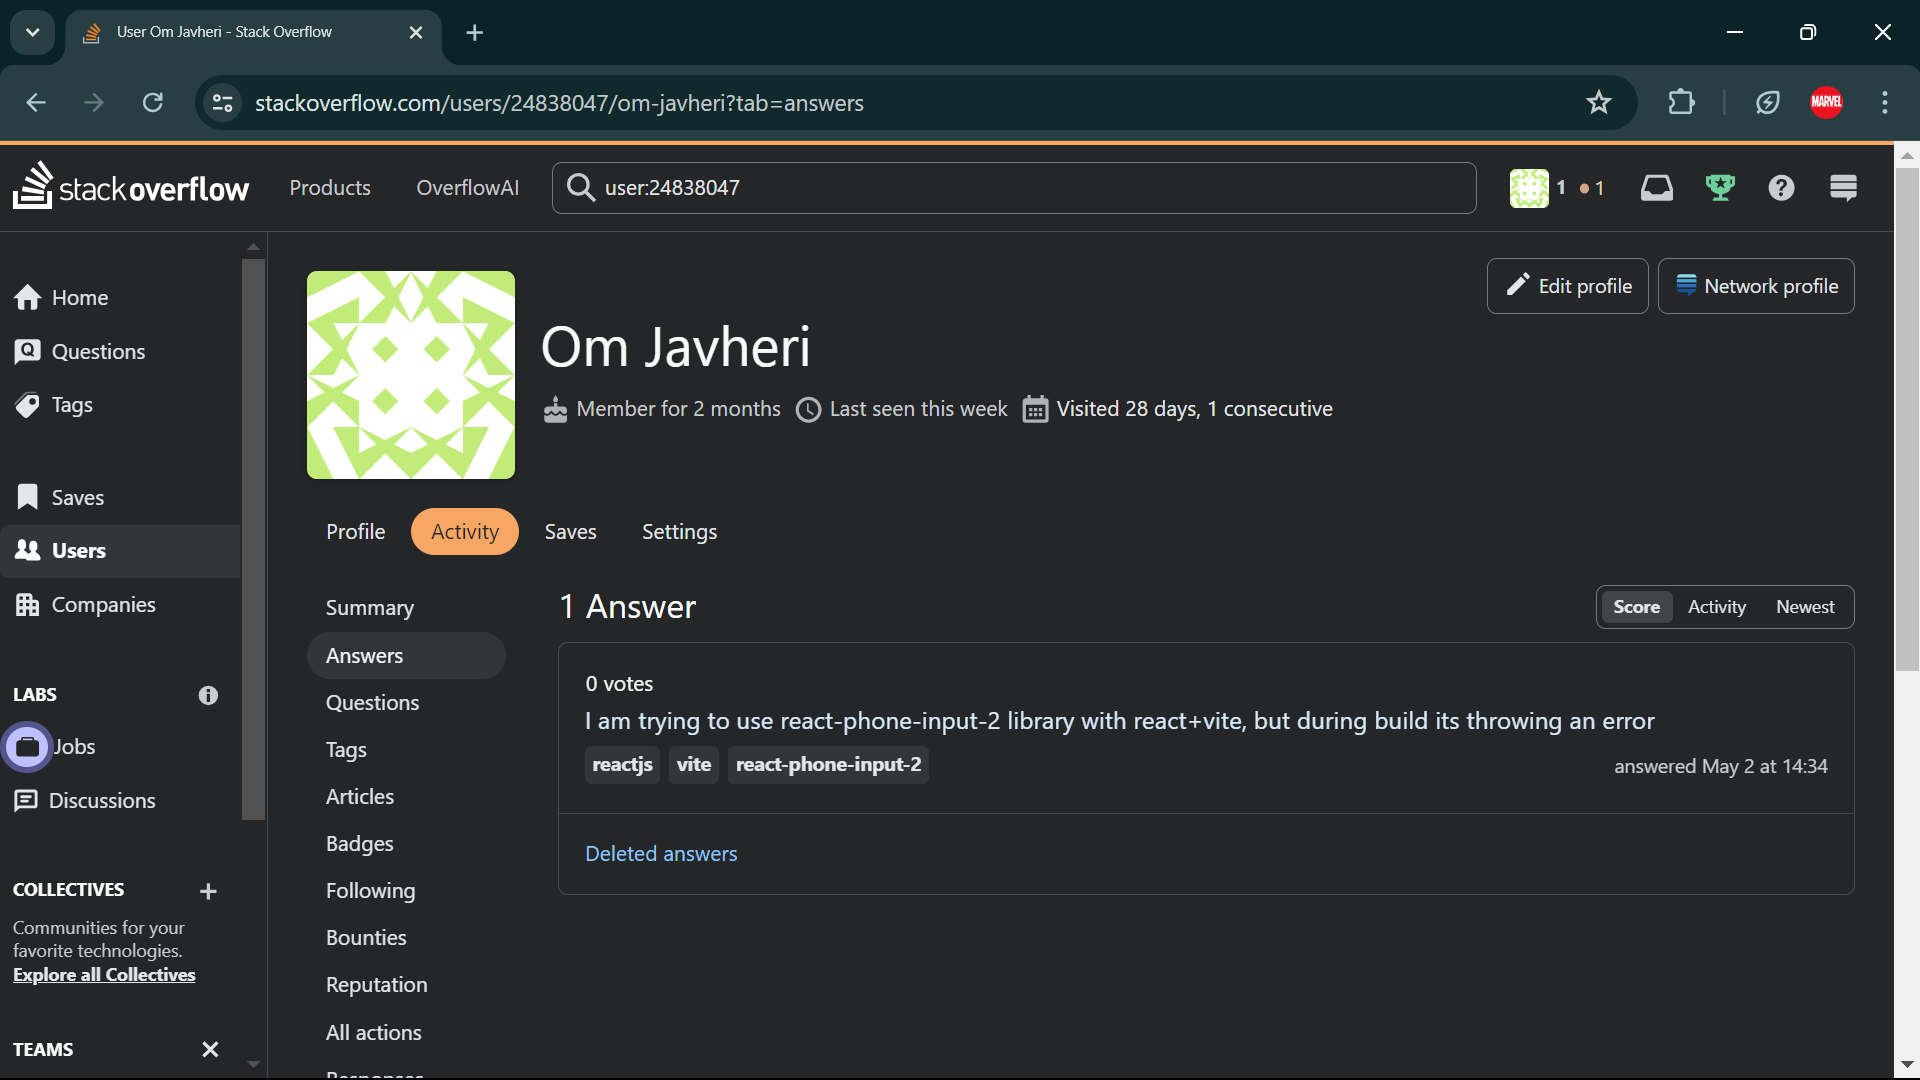 User Om Javheri - Stack Overflow
stackoverflow.com/users/24838047/om-javheri?tab=answers
MARVEL
stackoverflow
Products
OverflowAI
user:24838047
1
1
Home
Questions
Tags
Saves
Users
Companies
LABS
Jobs
Discussions
COLLECTIVES
Communities for your
favorite technologies.
Explore all Collectives
TEAMS
Edit profile
Network profile
Om Javheri
Member for 2 months
Last seen this week
Visited 28 days, 1 consecutive
Profile
Activity
Saves
Settings
Summary
Answers
Questions
Tags
Articles
Badges
Following
Bounties
Reputation
All actions
Responses
1 Answer
Score
Activity
Newest
0 votes
I am trying to use react-phone-input-2 library with react+vite, but during build its throwing an error
reactjs
vite
react-phone-input-2
answered May 2 at 14:34
Deleted answers